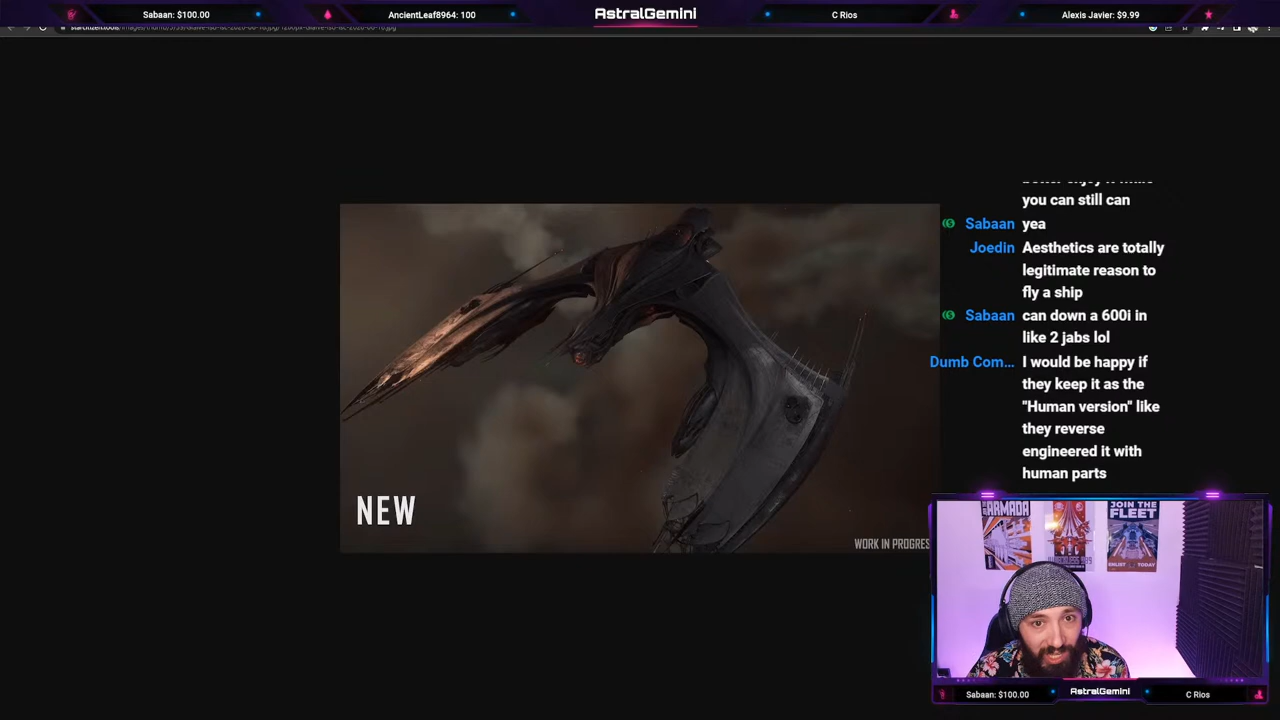 Sabaan: $100.00
AncientLeaf8964: 100
AstralGemini
C Rios
Alexis Javier: $9.99
you can still can
Sabaan yea
Joedin Aesthetics are totally
legitimate reason to
fly a ship
Sabaan can down a 600i in
like 2 jabs lol
Dumb Com... I would be happy if
they keep it as the
"Human version" like
they reverse
engineered it with
human parts
NEW
WORK IN PROGRES
ARMADA
JOIN THE
FLEET
ENLIST TODAY
Sabaan: $100.00
AstralGemini
C Rios